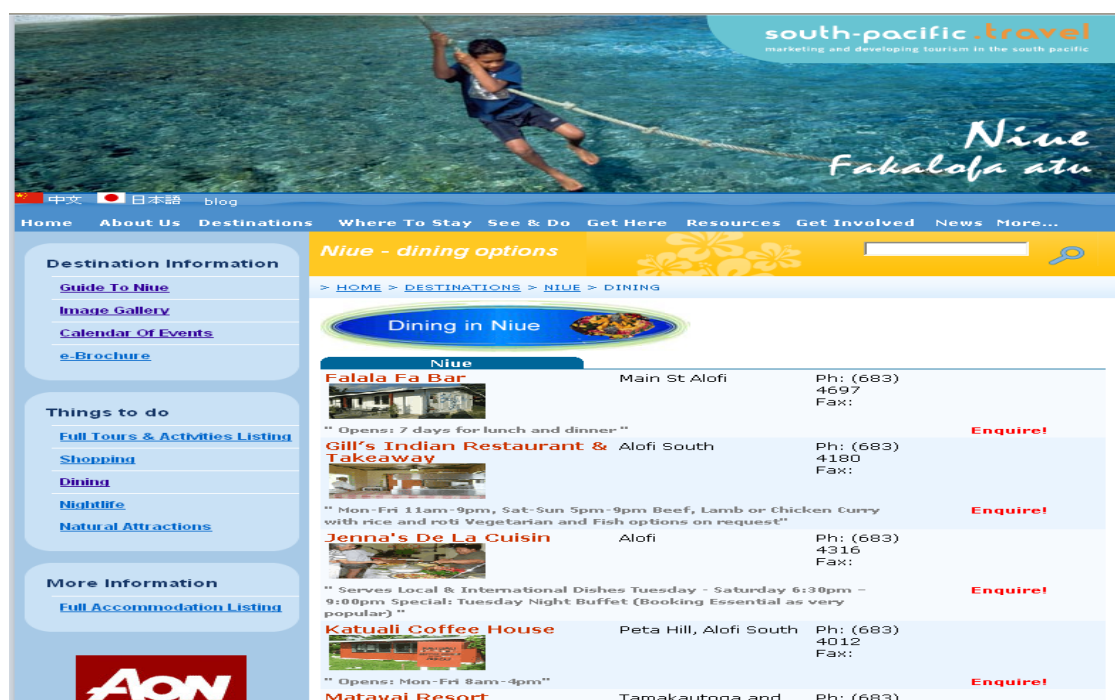 south-pacific.travel
marketing and developing tourism in the south pacific
Niue
Fakalofa atu
中文 日本語 blog
Home About Us Destinations Where To Stay See & Do Get Here Resources Get Involved News More...
Destination Information
Guide To Niue
Image Gallery
Calendar Of Events
e-Brochure
Things to do
Full Tours & Activities Listing
Shopping
Dining
Nightlife
Natural Attractions
More Information
Full Accommodation Listing
AON
Niue - dining options
> HOME > DESTINATIONS > NIUE > DINING
Dining in Niue
Niue
Falala Fa Bar Main St Alofi Ph: (683)
4697
Fax:
" Opens: 7 days for lunch and dinner " Enquire!
Gill's Indian Restaurant & Alofi South Ph: (683)
Takeaway 4180
Fax:
" Mon-Fri 11am-9pm, Sat-Sun 5pm-9pm Beef, Lamb or Chicken Curry Enquire!
with rice and roti Vegetarian and Fish options on request"
Jenna's De La Cuisin Alofi Ph: (683)
4316
Fax:
" Serves Local & International Dishes Tuesday - Saturday 6:30pm - Enquire!
9:00pm Special: Tuesday Night Buffet (Booking Essential as very
popular) "
Katuali Coffee House Peta Hill, Alofi South Ph: (683)
4012
Fax:
" Opens: Mon-Fri 8am-4pm" Enquire!
Matavai Resort Tamakautoga and Ph: (683)